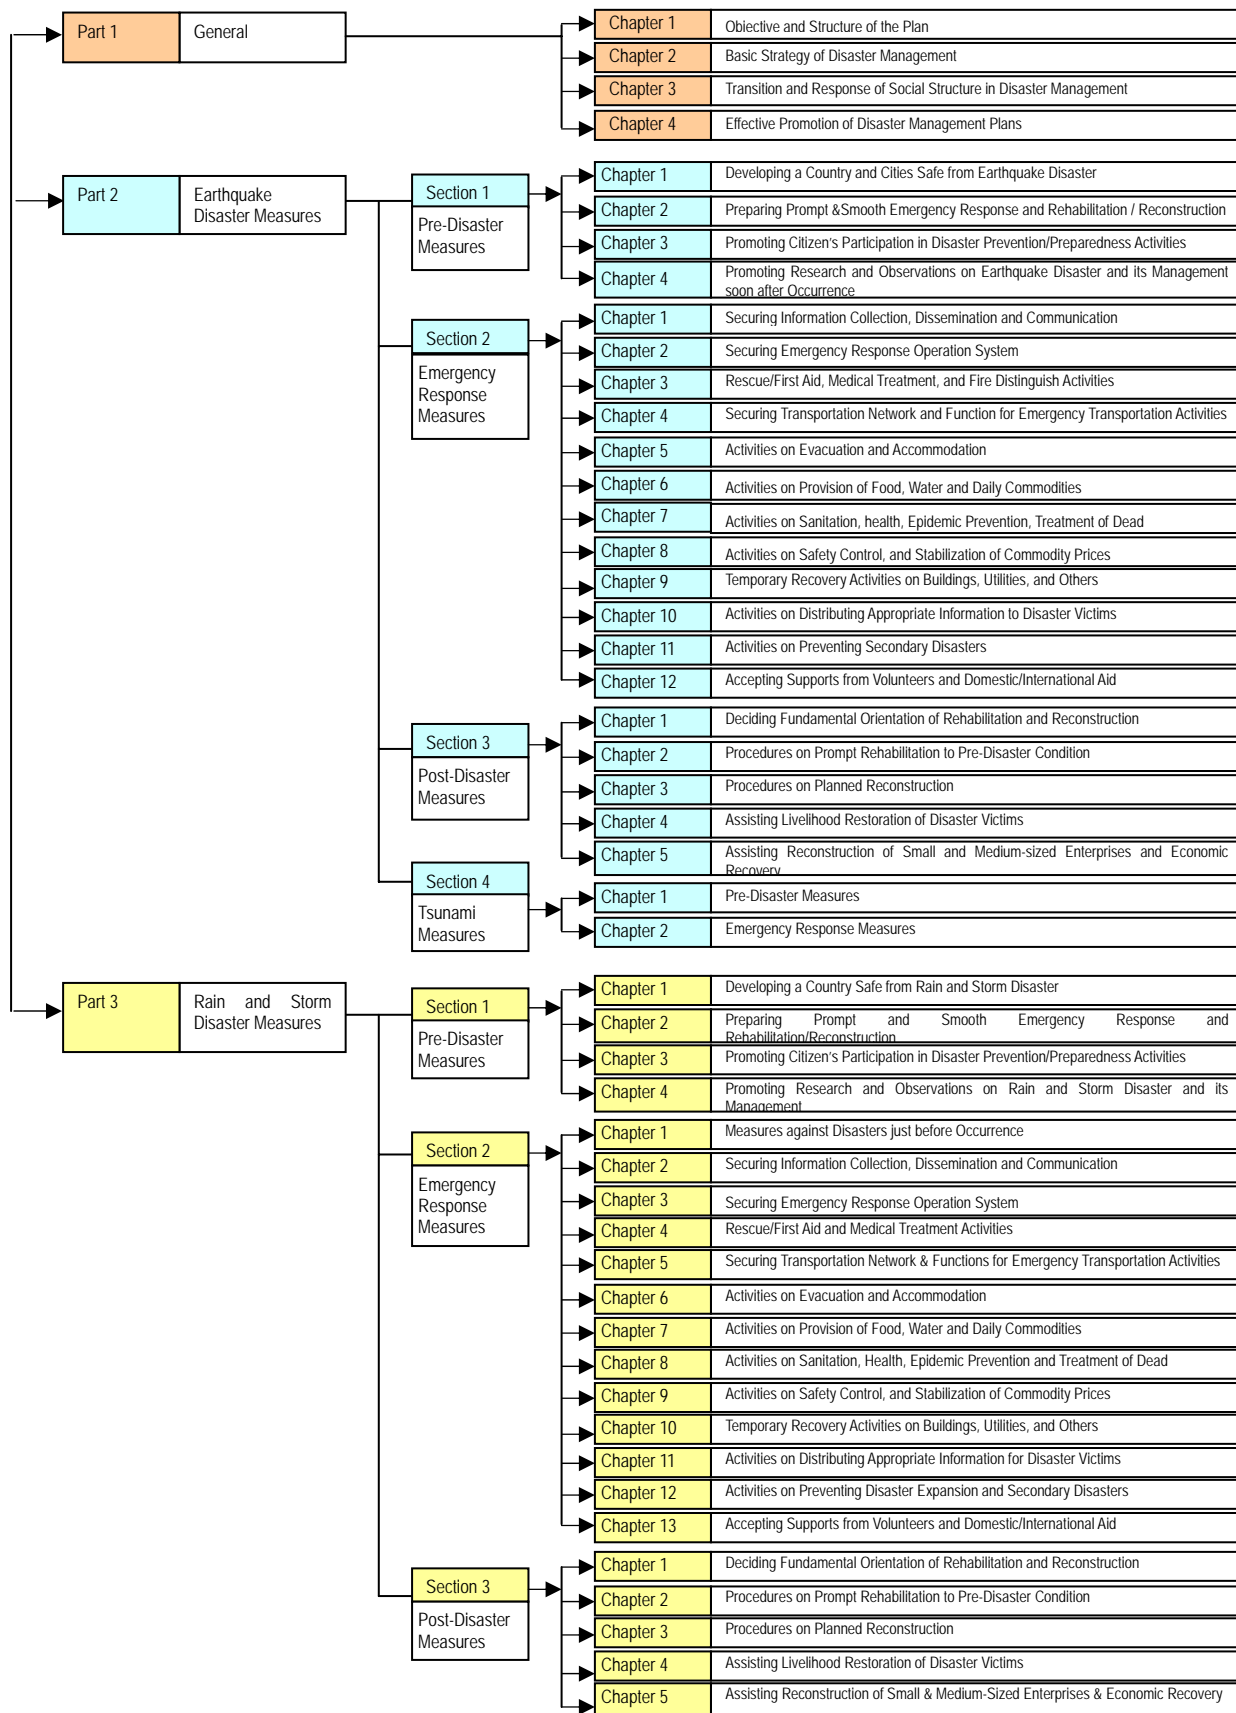 Part 1 General
Chapter 1 Objective and Structure of the Plan
Chapter 2 Basic Strategy of Disaster Management
Chapter 3 Transition and Response of Social Structure in Disaster Management
Chapter 4 Effective Promotion of Disaster Management Plans
Part 2 Earthquake
Disaster Measures
Section 1
Pre-Disaster
Measures
Chapter 1 Developing a Country and Cities Safe from Earthquake Disaster
Chapter 2 Preparing Prompt &Smooth Emergency Response and Rehabilitation / Reconstruction
Chapter 3 Promoting Citizen's Participation in Disaster Prevention/Preparedness Activities
Chapter 4 Promoting Research and Observations on Earthquake Disaster and its Management
soon after Occurrence
Section 2
Emergency
Response
Measures
Chapter 1 Securing Information Collection, Dissemination and Communication
Chapter 2 Securing Emergency Response Operation System
Chapter 3 Rescue/First Aid, Medical Treatment, and Fire Distinguish Activities
Chapter 4 Securing Transportation Network and Function for Emergency Transportation Activities
Chapter 5 Activities on Evacuation and Accommodation
Chapter 6 Activities on Provision of Food, Water and Daily Commodities
Chapter 7 Activities on Sanitation, health, Epidemic Prevention, Treatment of Dead
Chapter 8 Activities on Safety Control, and Stabilization of Commodity Prices
Chapter 9 Temporary Recovery Activities on Buildings, Utilities, and Others
Chapter 10 Activities on Distributing Appropriate Information to Disaster Victims
Chapter 11 Activities on Preventing Secondary Disasters
Chapter 12 Accepting Supports from Volunteers and Domestic/International Aid
Section 3
Post-Disaster
Measures
Chapter 1 Deciding Fundamental Orientation of Rehabilitation and Reconstruction
Chapter 2 Procedures on Prompt Rehabilitation to Pre-Disaster Condition
Chapter 3 Procedures on Planned Reconstruction
Chapter 4 Assisting Livelihood Restoration of Disaster Victims
Chapter 5 Assisting Reconstruction of Small and Medium-sized Enterprises and Economic
Recovery
Section 4
Tsunami
Measures
Chapter 1 Pre-Disaster Measures
Chapter 2 Emergency Response Measures
Part 3 Rain and Storm
Disaster Measures
Section 1
Pre-Disaster
Measures
Chapter 1 Developing a Country Safe from Rain and Storm Disaster
Chapter 2 Preparing Prompt and Smooth Emergency Response and
Rehabilitation/Reconstruction
Chapter 3 Promoting Citizen's Participation in Disaster Prevention/Preparedness Activities
Chapter 4 Promoting Research and Observations on Rain and Storm Disaster and its
Management
Section 2
Emergency
Response
Measures
Chapter 1 Measures against Disasters just before Occurrence
Chapter 2 Securing Information Collection, Dissemination and Communication
Chapter 3 Securing Emergency Response Operation System
Chapter 4 Rescue/First Aid and Medical Treatment Activities
Chapter 5 Securing Transportation Network & Functions for Emergency Transportation Activities
Chapter 6 Activities on Evacuation and Accommodation
Chapter 7 Activities on Provision of Food, Water and Daily Commodities
Chapter 8 Activities on Sanitation, Health, Epidemic Prevention and Treatment of Dead
Chapter 9 Activities on Safety Control, and Stabilization of Commodity Prices
Chapter 10 Temporary Recovery Activities on Buildings, Utilities, and Others
Chapter 11 Activities on Distributing Appropriate Information for Disaster Victims
Chapter 12 Activities on Preventing Disaster Expansion and Secondary Disasters
Chapter 13 Accepting Supports from Volunteers and Domestic/International Aid
Section 3
Post-Disaster
Measures
Chapter 1 Deciding Fundamental Orientation of Rehabilitation and Reconstruction
Chapter 2 Procedures on Prompt Rehabilitation to Pre-Disaster Condition
Chapter 3 Procedures on Planned Reconstruction
Chapter 4 Assisting Livelihood Restoration of Disaster Victims
Chapter 5 Assisting Reconstruction of Small & Medium-Sized Enterprises & Economic Recovery